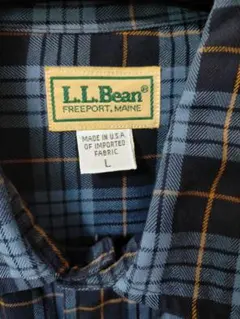 L.L.Bean®
FREEPORT, MAINE
MADE IN U.S.A.
OF IMPORTED
FABRIC
L